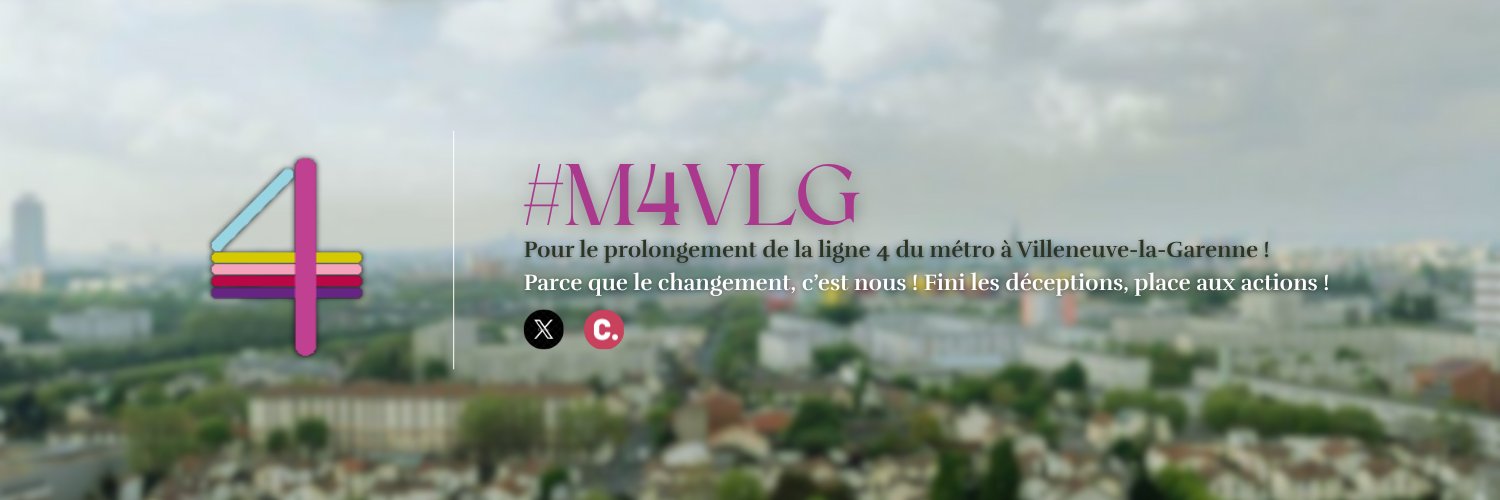 4
#M4VLG
Pour le prolongement de la ligne 4 du métro à Villeneuve-la-Garenne !
Parce que le changement, c’est nous ! Fini les déceptions, place aux actions !
X C.